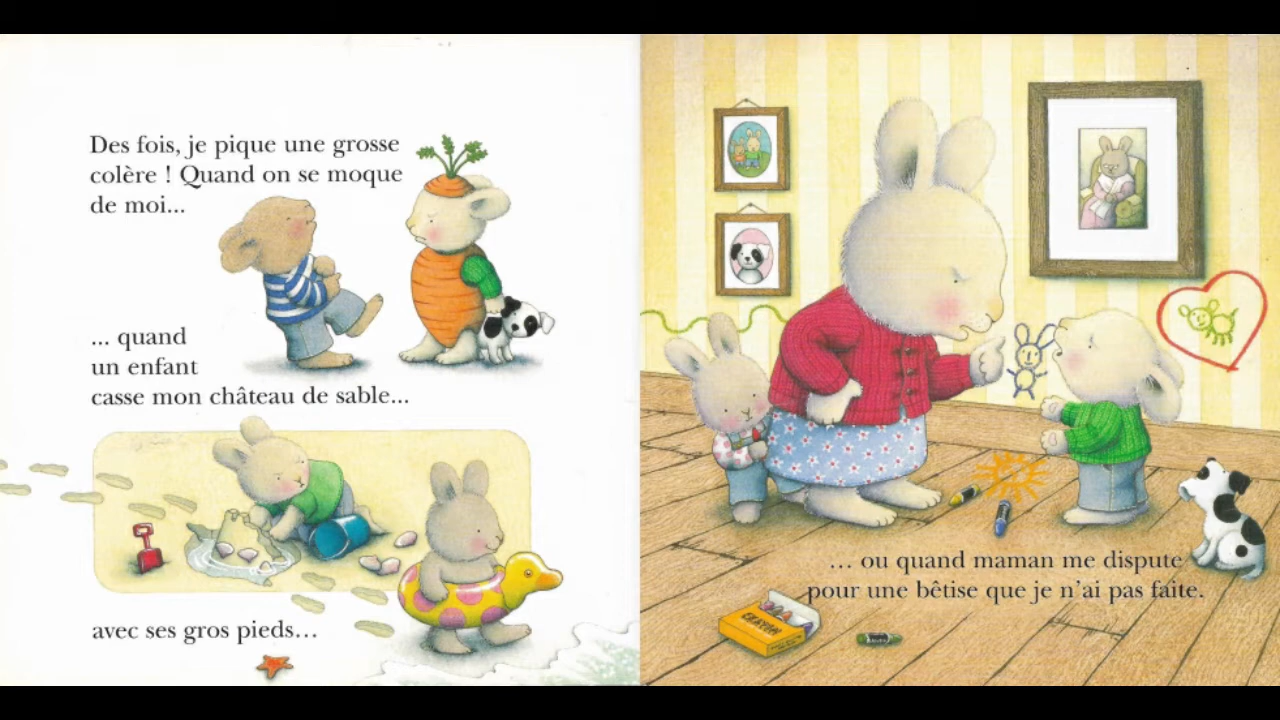 Des fois, je pique une grosse
colère ! Quand on se moque
de moi...
... quand
un enfant
casse mon château de sable...
avec ses gros pieds...
... ou quand maman me dispute
pour une bêtise que je n'ai pas faite.
CRAYON